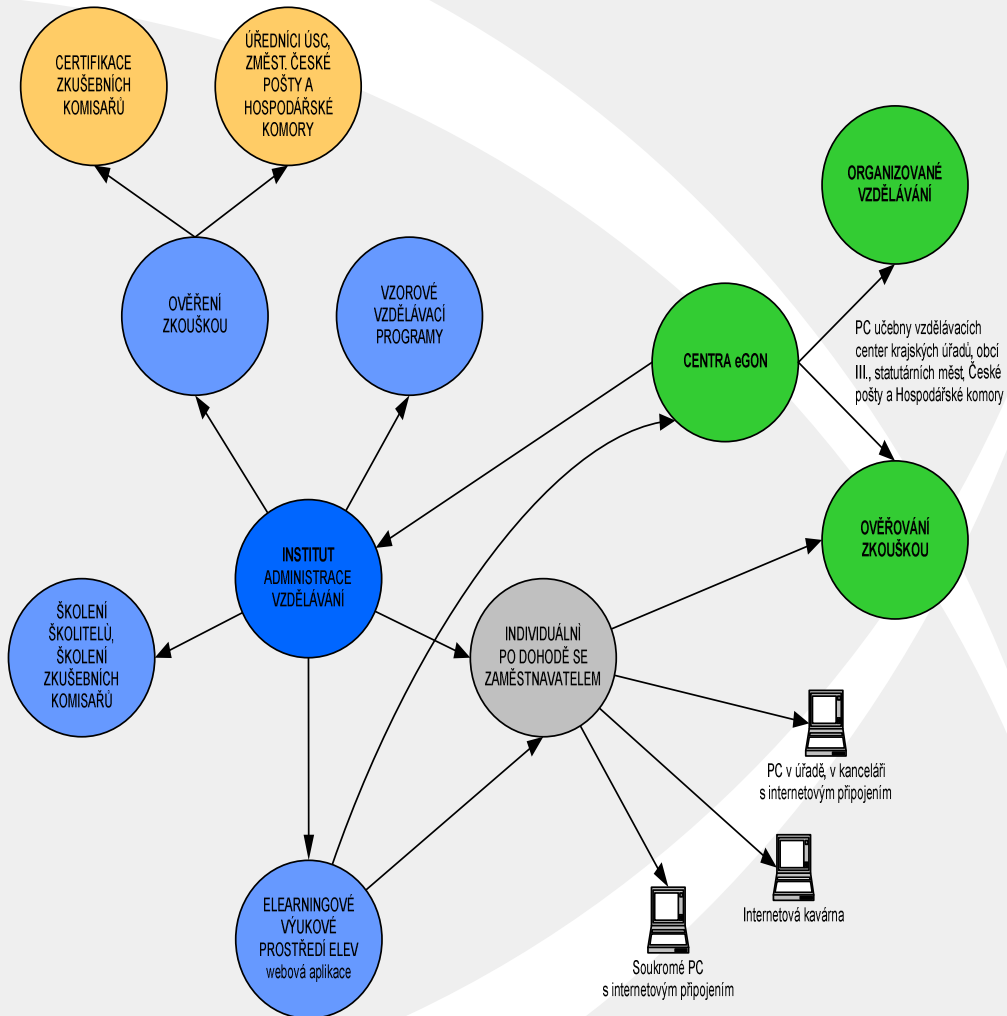 CERTIFIKACE
ZKUŠEBNÍCH
KOMISAŘŮ
ÚŘEDNÍCI ÚSC,
ZMĚST. ČESKÉ
POŠTY A
HOSPODÁŘSKÉ
KOMORY
ORGANIZOVANÉ
VZDĚLÁVÁNÍ
OVĚŘENÍ
ZKOUŠKOU
VZOROVÉ
VZDĚLÁVACÍ
PROGRAMY
CENTRA eGON
PC učebny vzdělávacích
center krajských úřadů, obcí
III., statutárních měst, České
pošty a Hospodářské komory
OVĚŘOVÁNÍ
ZKOUŠKOU
INSTITUT
ADMINISTRACE
VZDĚLÁVÁNÍ
ŠKOLENÍ
ŠKOLITELŮ,
ŠKOLENÍ
ZKUŠEBNÍCH
KOMISAŘŮ
INDIVIDUÁLNÍ
PO DOHODĚ SE
ZAMĚSTNAVATELEM
PC v úřadě, v kanceláři
s internetovým připojením
Internetová kavárna
Soukromé PC
s internetovým připojením
ELEARNINGOVÉ
VÝUKOVÉ
PROSTŘEDÍ ELEV
webová aplikace